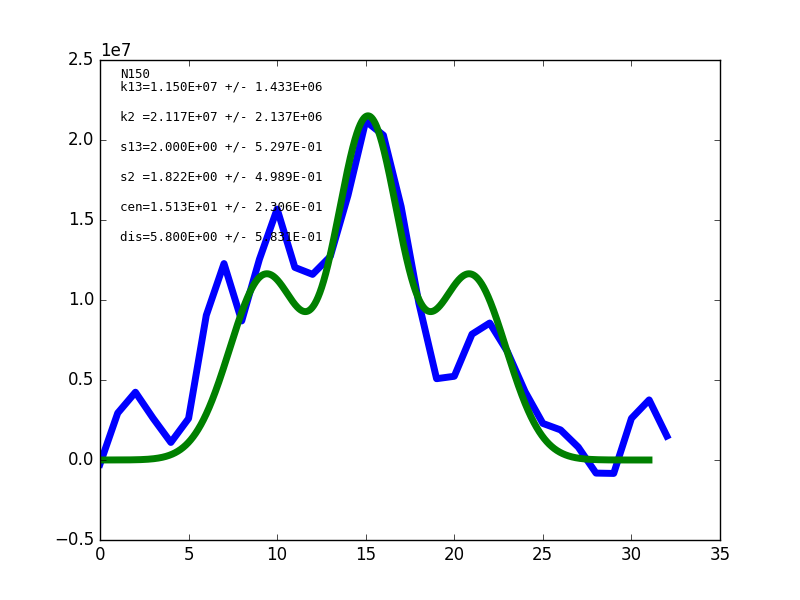 1e7
2.5
N150
k13=1.150E+07 +/- 1.433E+06
k2 =2.117E+07 +/- 2.137E+06
2.0
s13=2.000E+00 +/- 5.297E-01
s2 =1.822E+00 +/- 4.989E-01
cen=1.513E+01 +/- 2.306E-01
1.5
dis=5.800E+00 +/- 5.831E-01
1.0
0.5
0.0
−0.5
0 5 10 15 20 25 30 35